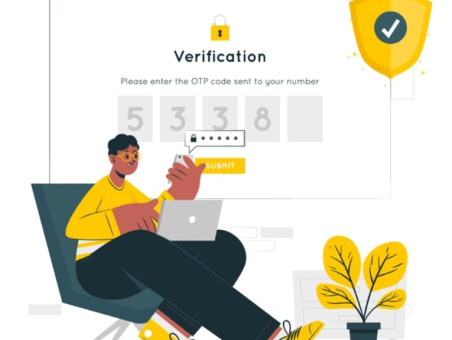 Verification
Please enter the OTP code sent to your number
5 3 3 8
* * * * *
SUBMIT